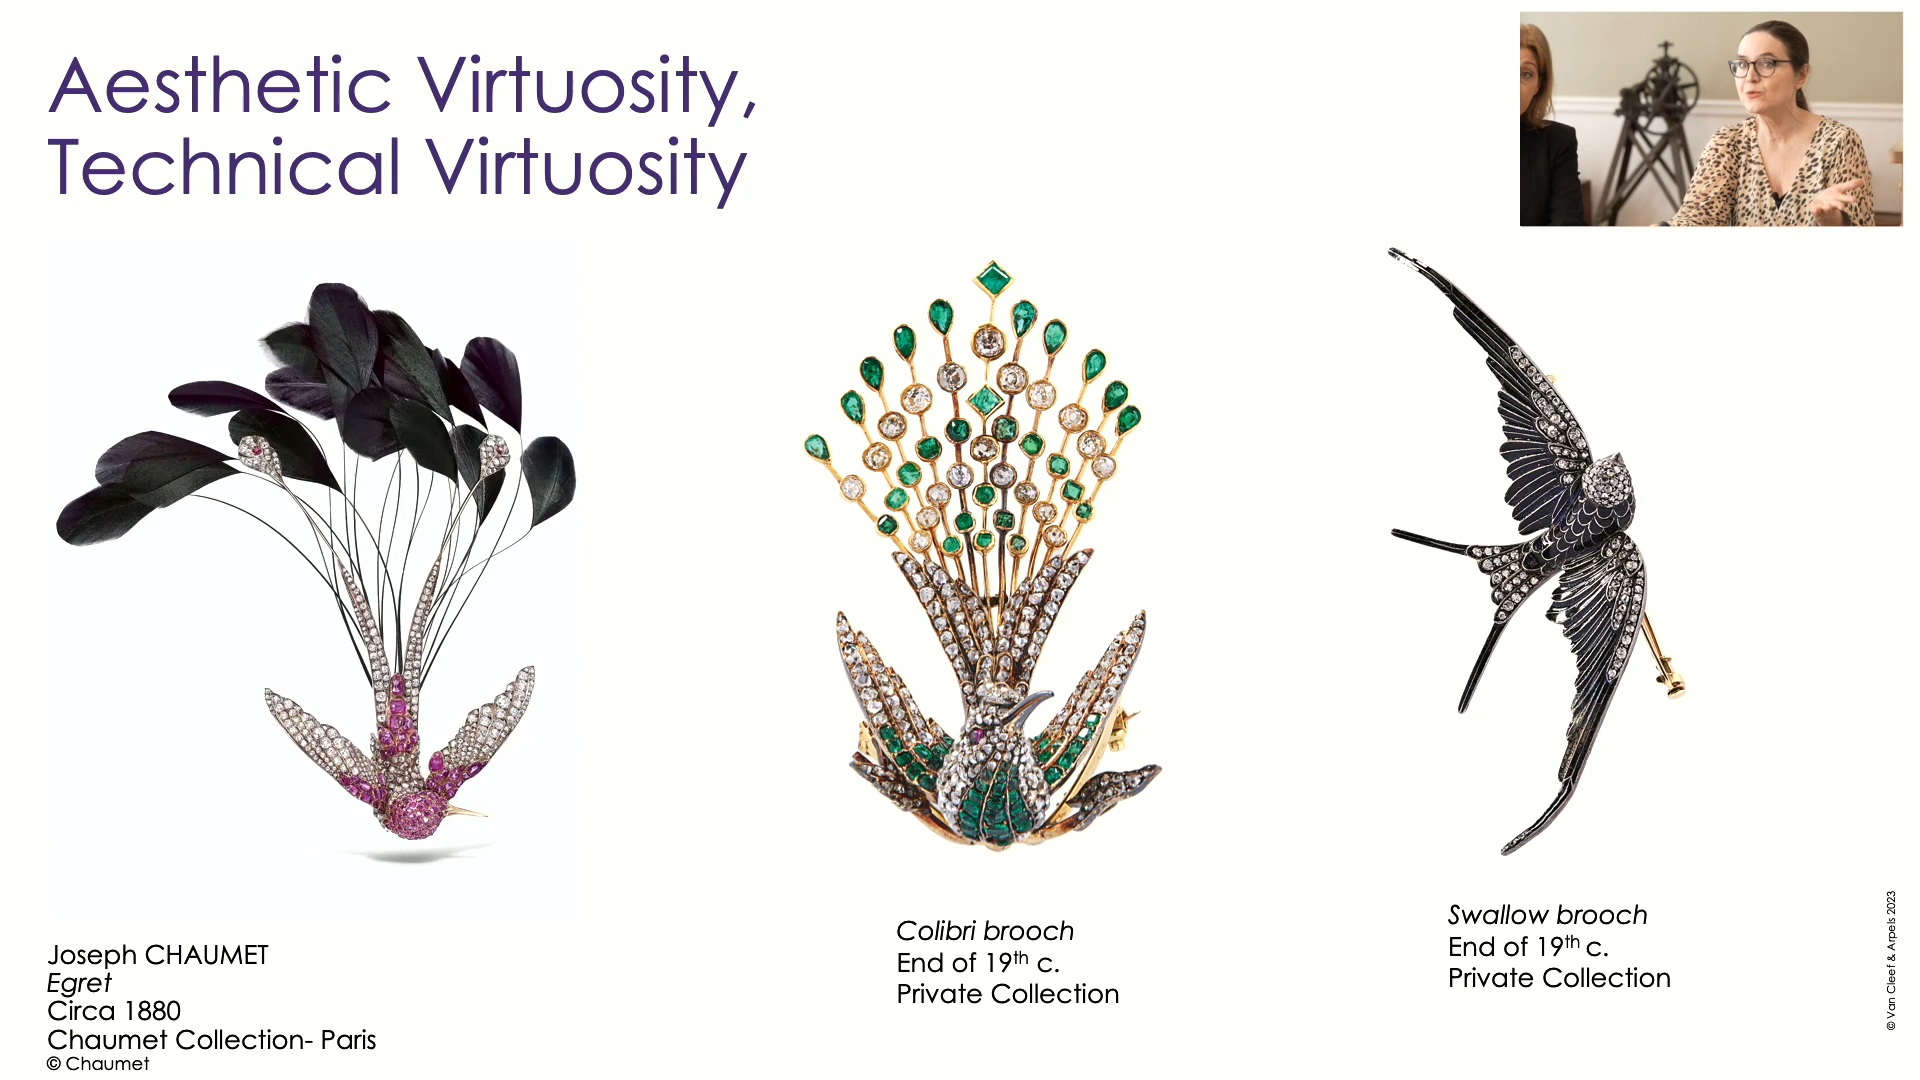 Aesthetic Virtuosity,
Technical Virtuosity
Joseph CHAUMET
Egret
Circa 1880
Chaumet Collection- Paris
© Chaumet
Colibri brooch
End of 19th c.
Private Collection
Swallow brooch
End of 19th c.
Private Collection
© Van Cleef & Arpels 2023